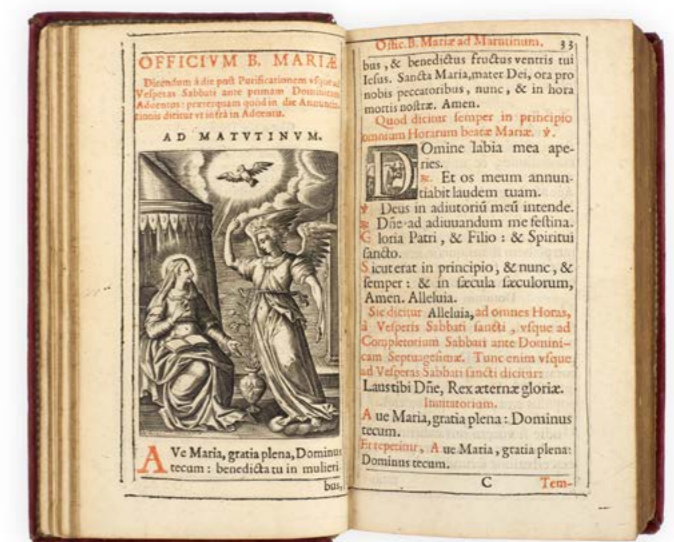 OFFICIVM B. MARIÆ
Dicendum à die post Purificationem vsque ad
Vesperas Sabbati ante primam Dominicam
Aduentus: præterquam quòd in die Annuncia-
tionis dicitur vt infrà in Aduentu.
AD MATVTINVM.
AVe Maria, gratia plena, Dominus
tecum: benedicta tu in mulieri-
bus,
Offic. B. Mariæ ad Matutinum. 33
bus, & benedictus fructus ventris tui
Iesus. Sancta Maria, mater Dei, ora pro
nobis peccatoribus, nunc, & in hora
mortis nostræ. Amen.
Quod dicitur semper in principio
omnium Horarum beatæ Mariæ. ℣.
DOmine labia mea ape-
ries.
℞. Et os meum annun-
tiabit laudem tuam.
℣ Deus in adiutoriũ meũ intende.
℞ Dñe ad adiuuandum me festina.
Gloria Patri, & Filio: & Spiritui
sancto.
Sicut erat in principio, & nunc, &
semper: & in sæcula sæculorum,
Amen. Alleluia.
Sic dicitur Alleluia, ad omnes Horas,
à Vesperis Sabbati sancti, vsque ad
Completorium Sabbati ante Domini-
cam Septuagesimæ. Tunc enim vsque
ad Vesperas Sabbati sancti dicitur:
Laus tibi Dñe, Rex æternæ gloriæ.
Inuitatorium.
Aue Maria, gratia plena: Dominus
tecum.
Et repetitur, Aue Maria, gratia plena:
Dominus tecum.
C Tem-